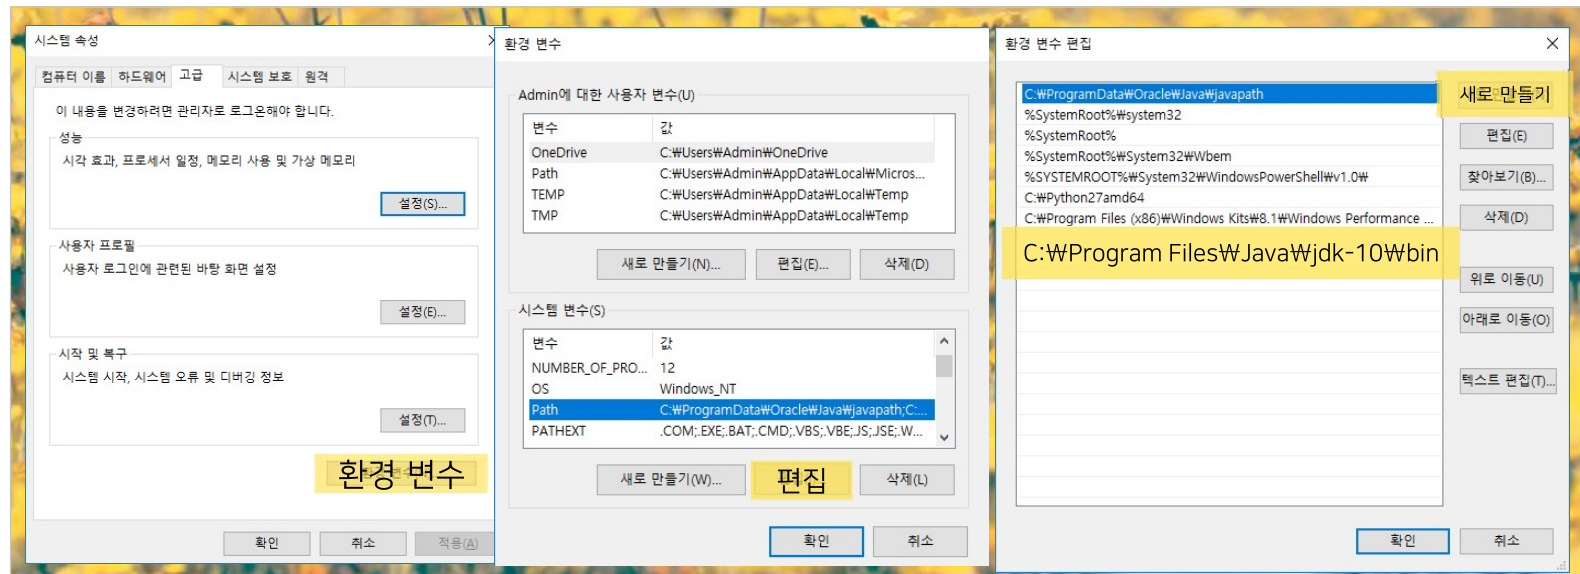 시스템 속성
컴퓨터 이름 하드웨어 고급 시스템 보호 원격
이 내용을 변경하려면 관리자로 로그온해야 합니다.
성능
시각 효과, 프로세서 일정, 메모리 사용 및 가상 메모리
설정(S)...
사용자 프로필
사용자 로그인에 관련된 바탕 화면 설정
설정(E)...
시작 및 복구
시스템 시작, 시스템 오류 및 디버깅 정보
설정(T)...
환경 변수
확인 취소 적용(A)
환경 변수
Admin에 대한 사용자 변수(U)
변수 값
OneDrive C:₩Users₩Admin₩OneDrive
Path C:₩Users₩Admin₩AppData₩Local₩Micros...
TEMP C:₩Users₩Admin₩AppData₩Local₩Temp
TMP C:₩Users₩Admin₩AppData₩Local₩Temp
새로 만들기(N)... 편집(E)... 삭제(D)
시스템 변수(S)
변수 값
NUMBER_OF_PRO... 12
OS Windows_NT
Path C:₩ProgramData₩Oracle₩Java₩javapath;C:...
PATHEXT .COM;.EXE;.BAT;.CMD;.VBS;.VBE;.JS;.JSE;.W...
새로 만들기(W)... 편집 삭제(L)
확인 취소
환경 변수 편집
C:₩ProgramData₩Oracle₩Java₩javapath
%SystemRoot%₩system32
%SystemRoot%
%SystemRoot%₩System32₩Wbem
%SYSTEMROOT%₩System32₩WindowsPowerShell₩v1.0₩
C:₩Python27amd64
C:₩Program Files (x86)₩Windows Kits₩8.1₩Windows Performance ...
C:₩Program Files₩Java₩jdk-10₩bin
새로 만들기
편집(E)
찾아보기(B)...
삭제(D)
위로 이동(U)
아래로 이동(O)
텍스트 편집(T)...
확인 취소